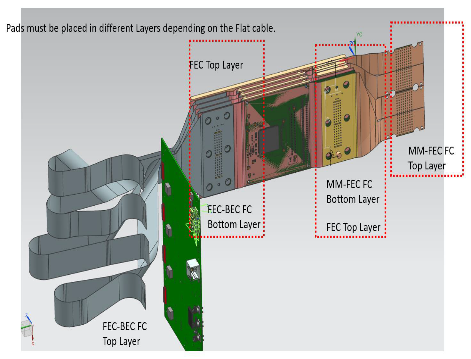 Pads must be placed in different Layers depending on the Flat cable.
FEC Top Layer
MM-FEC FC
Top Layer
MM-FEC FC
Bottom Layer
FEC-BEC FC
Bottom Layer
FEC Top Layer
FEC-BEC FC
Top Layer